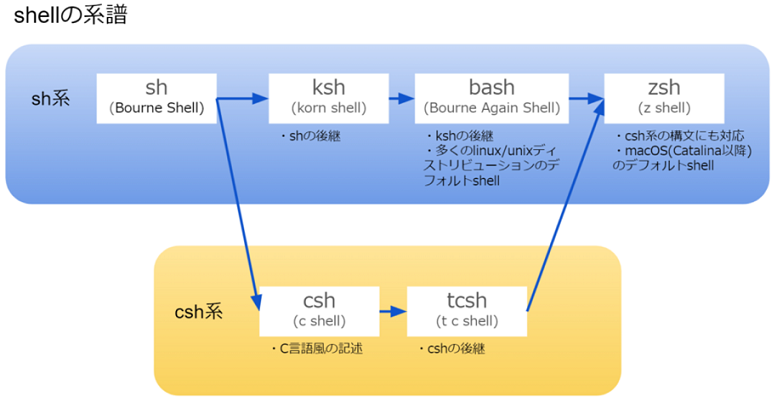 shellの系譜
sh系
sh
(Bourne Shell)
ksh
(korn shell)
・shの後継
bash
(Bourne Again Shell)
・kshの後継
・多くのlinux/unixディ
ストリビューションのデ
フォルトshell
zsh
(z shell)
・csh系の構文にも対応
・macOS(Catalina以降)
のデフォルトshell
csh系
csh
(c shell)
・C言語風の記述
tcsh
(t c shell)
・cshの後継